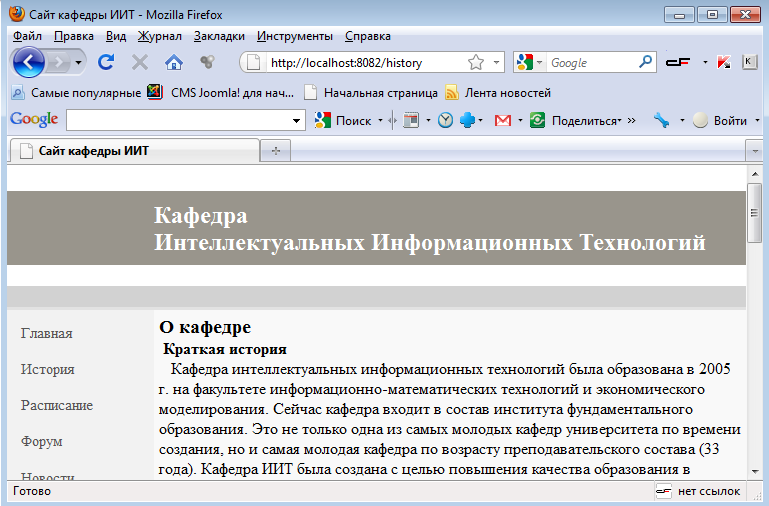 Сайт кафедры ИИТ - Mozilla Firefox
Файл Правка Вид Журнал Закладки Инструменты Справка
http://localhost:8082/history Google
Самые популярные CMS Joomla! для нач... Начальная страница Лента новостей
Google Поиск Поделиться Войти
Сайт кафедры ИИТ
Кафедра
Интеллектуальных Информационных Технологий
О кафедре
Краткая история
Главная
История
Расписание
Форум
Новости
Кафедра интеллектуальных информационных технологий была образована в 2005
г. на факультете информационно-математических технологий и экономического
моделирования. Сейчас кафедра входит в состав института фундаментального
образования. Это не только одна из самых молодых кафедр университета по времени
создания, но и самая молодая кафедра по возрасту преподавательского состава (33
года). Кафедра ИИТ была создана с целью повышения качества образования в
Готово нет ссылок